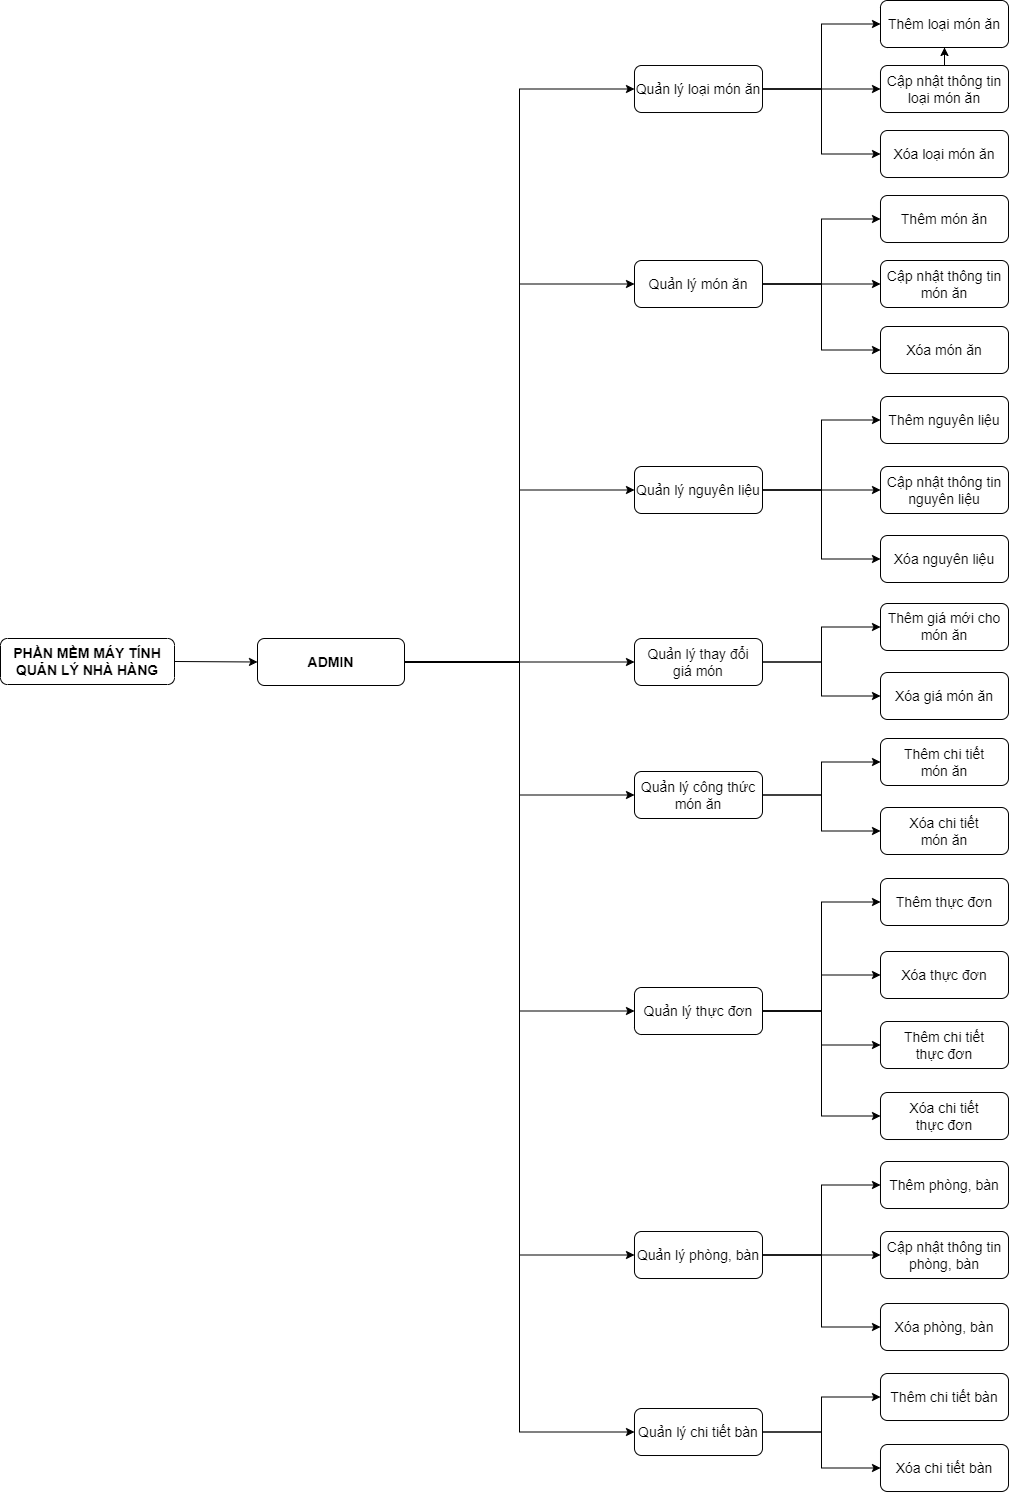 Thêm loại món ăn
Quản lý loại món ăn
Cập nhật thông tin
loại món ăn
Xóa loại món ăn
Thêm món ăn
Quản lý món ăn
Cập nhật thông tin
món ăn
Xóa món ăn
Thêm nguyên liệu
Quản lý nguyên liệu
Cập nhật thông tin
nguyên liệu
Xóa nguyên liệu
PHẦN MỀM MÁY TÍNH
QUẢN LÝ NHÀ HÀNG
ADMIN
Quản lý thay đổi
giá món
Thêm giá mới cho
món ăn
Xóa giá món ăn
Quản lý công thức
món ăn
Thêm chi tiết
món ăn
Xóa chi tiết
món ăn
Thêm thực đơn
Xóa thực đơn
Quản lý thực đơn
Thêm chi tiết
thực đơn
Xóa chi tiết
thực đơn
Thêm phòng, bàn
Quản lý phòng, bàn
Cập nhật thông tin
phòng, bàn
Xóa phòng, bàn
Thêm chi tiết bàn
Quản lý chi tiết bàn
Xóa chi tiết bàn